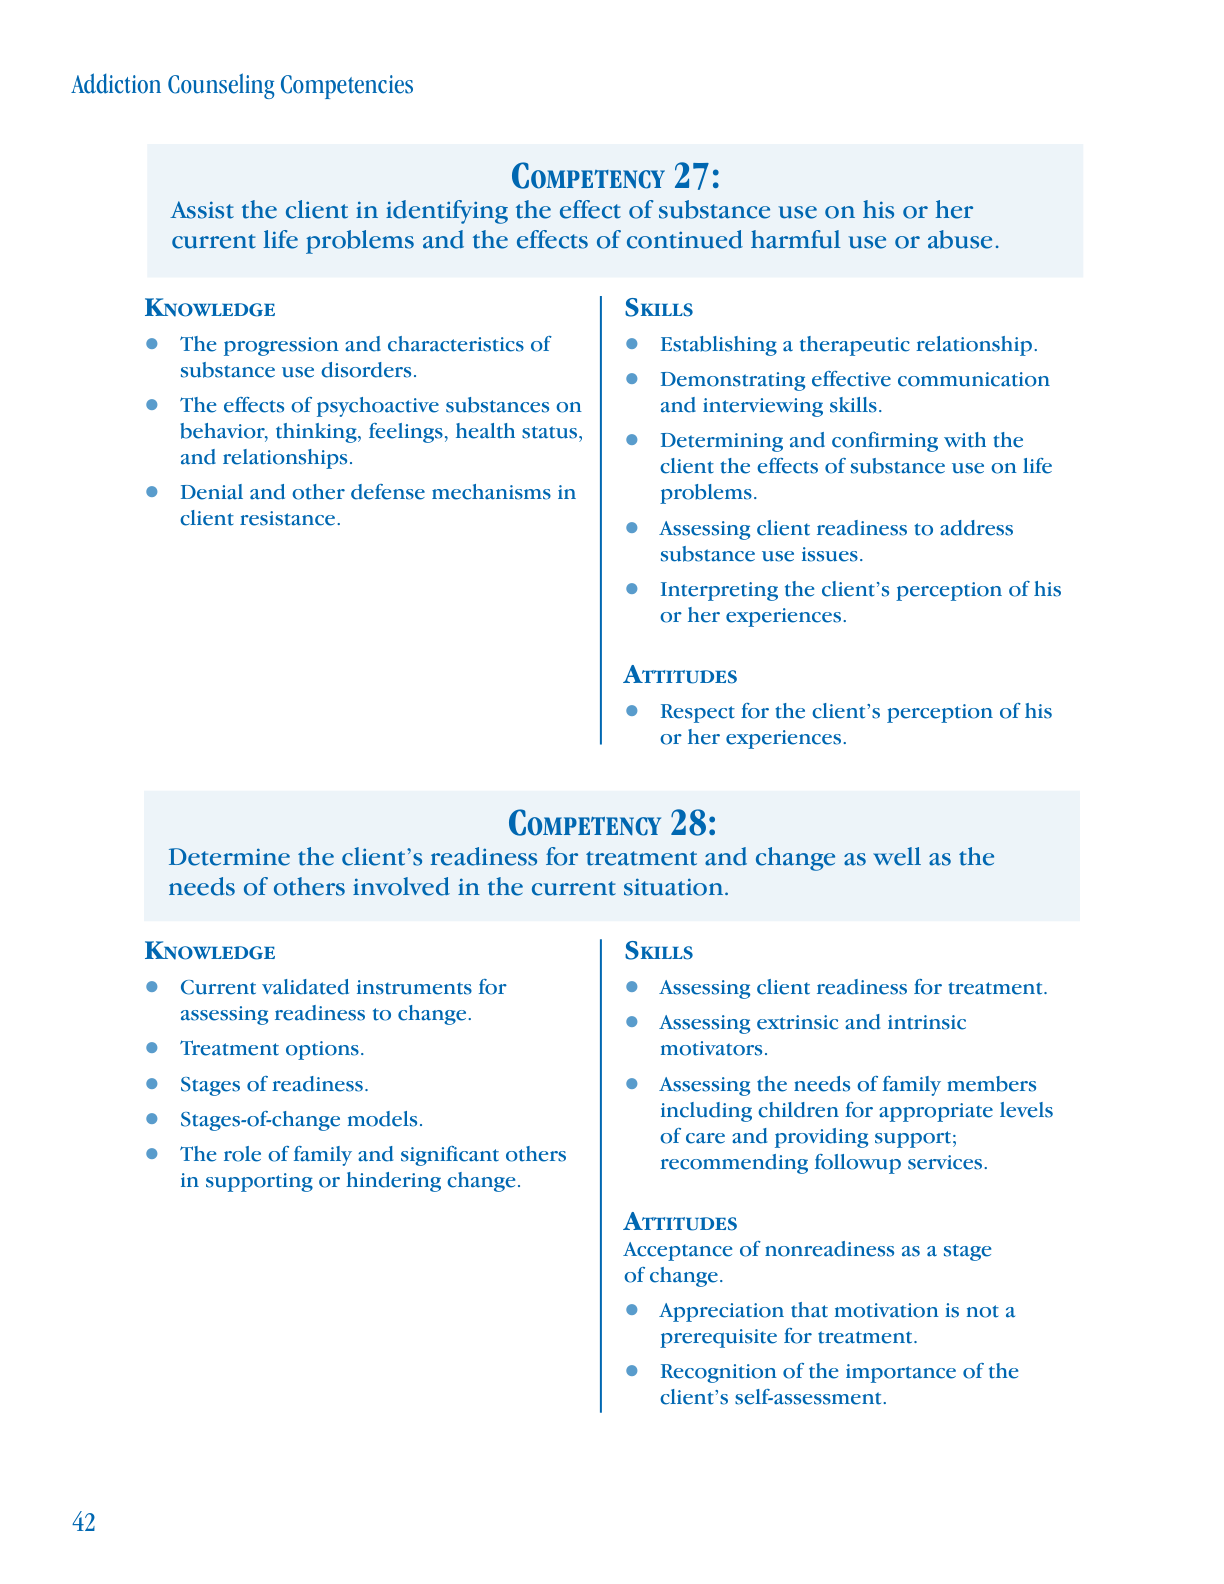 Addiction Counseling Competencies
COMPETENCY 27:
Assist the client in identifying the effect of substance use on his or her
current life problems and the effects of continued harmful use or abuse.
KNOWLEDGE
● The progression and characteristics of
substance use disorders.
● The effects of psychoactive substances on
behavior, thinking, feelings, health status,
and relationships.
● Denial and other defense mechanisms in
client resistance.
SKILLS
● Establishing a therapeutic relationship.
● Demonstrating effective communication
and interviewing skills.
● Determining and confirming with the
client the effects of substance use on life
problems.
● Assessing client readiness to address
substance use issues.
● Interpreting the client’s perception of his
or her experiences.
ATTITUDES
● Respect for the client’s perception of his
or her experiences.
COMPETENCY 28:
Determine the client’s readiness for treatment and change as well as the
needs of others involved in the current situation.
KNOWLEDGE
● Current validated instruments for
assessing readiness to change.
● Treatment options.
● Stages of readiness.
● Stages-of-change models.
● The role of family and significant others
in supporting or hindering change.
SKILLS
● Assessing client readiness for treatment.
● Assessing extrinsic and intrinsic
motivators.
● Assessing the needs of family members
including children for appropriate levels
of care and providing support;
recommending followup services.
ATTITUDES
Acceptance of nonreadiness as a stage
of change.
● Appreciation that motivation is not a
prerequisite for treatment.
● Recognition of the importance of the
client’s self-assessment.
42